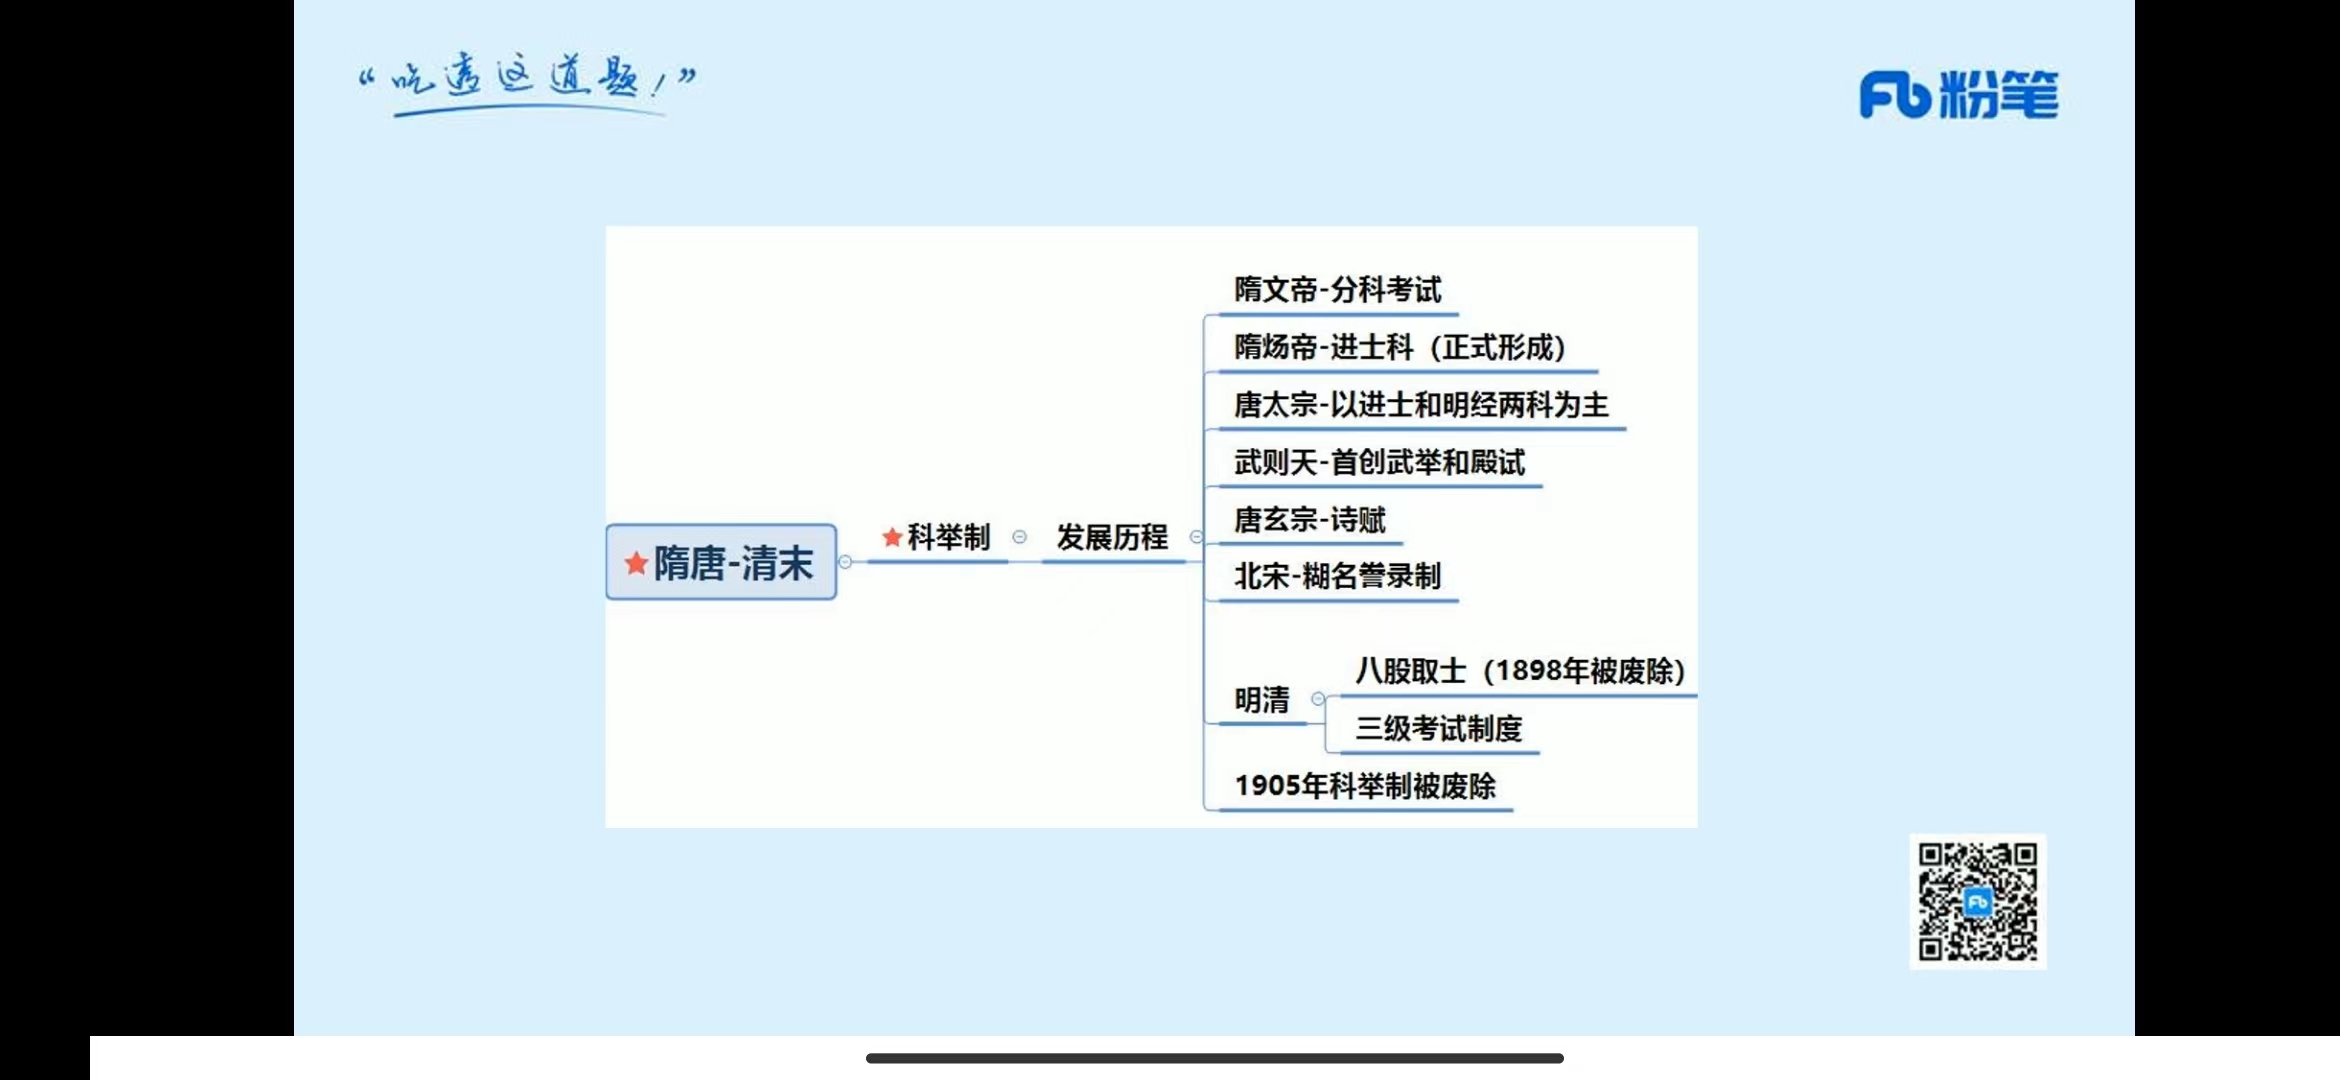 “吃透这道题！”
Fb粉笔
隋文帝-分科考试
隋炀帝-进士科（正式形成）
唐太宗-以进士和明经两科为主
武则天-首创武举和殿试
唐玄宗-诗赋
★隋唐-清末
★科举制
发展历程
北宋-糊名誊录制
明清
八股取士（1898年被废除）
三级考试制度
1905年科举制被废除
Fb